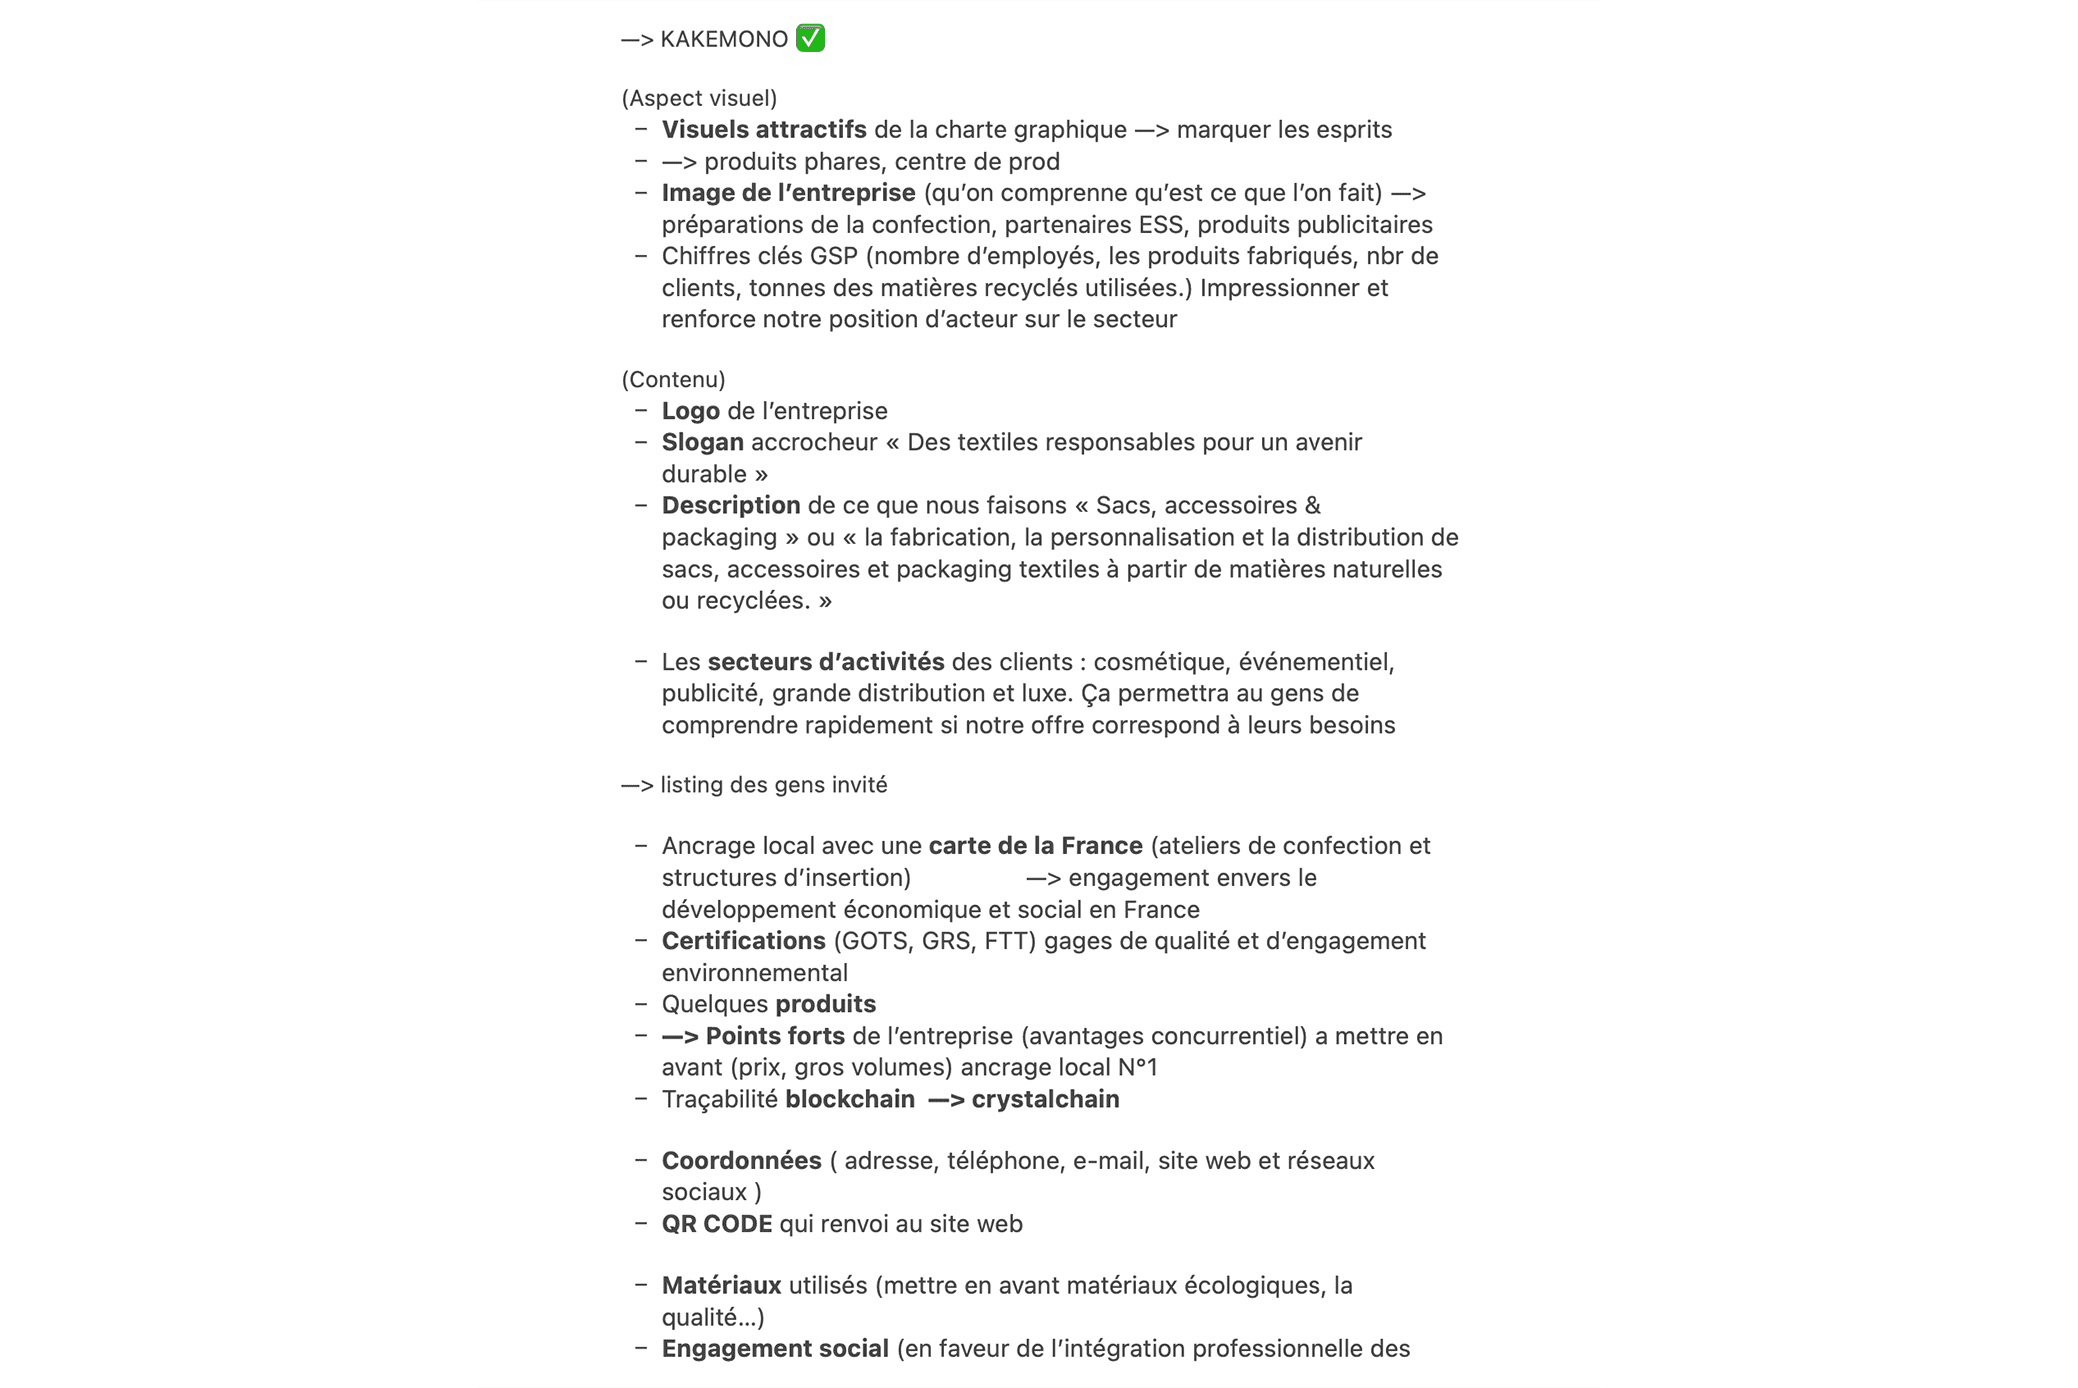 —> KAKEMONO ✅
(Aspect visuel)
– Visuels attractifs de la charte graphique —> marquer les esprits
– —> produits phares, centre de prod
– Image de l’entreprise (qu’on comprenne qu’est ce que l’on fait) —>
préparations de la confection, partenaires ESS, produits publicitaires
– Chiffres clés GSP (nombre d’employés, les produits fabriqués, nbr de
clients, tonnes des matières recyclés utilisées.) Impressionner et
renforce notre position d’acteur sur le secteur
(Contenu)
– Logo de l’entreprise
– Slogan accrocheur « Des textiles responsables pour un avenir
durable »
– Description de ce que nous faisons « Sacs, accessoires &
packaging » ou « la fabrication, la personnalisation et la distribution de
sacs, accessoires et packaging textiles à partir de matières naturelles
ou recyclées. »
– Les secteurs d’activités des clients : cosmétique, événementiel,
publicité, grande distribution et luxe. Ça permettra au gens de
comprendre rapidement si notre offre correspond à leurs besoins
—> listing des gens invité
– Ancrage local avec une carte de la France (ateliers de confection et
structures d’insertion) —> engagement envers le
développement économique et social en France
– Certifications (GOTS, GRS, FTT) gages de qualité et d’engagement
environnemental
– Quelques produits
– —> Points forts de l’entreprise (avantages concurrentiel) a mettre en
avant (prix, gros volumes) ancrage local N°1
– Traçabilité blockchain —> crystalchain
– Coordonnées ( adresse, téléphone, e-mail, site web et réseaux
sociaux )
– QR CODE qui renvoi au site web
– Matériaux utilisés (mettre en avant matériaux écologiques, la
qualité...)
– Engagement social (en faveur de l’intégration professionnelle des